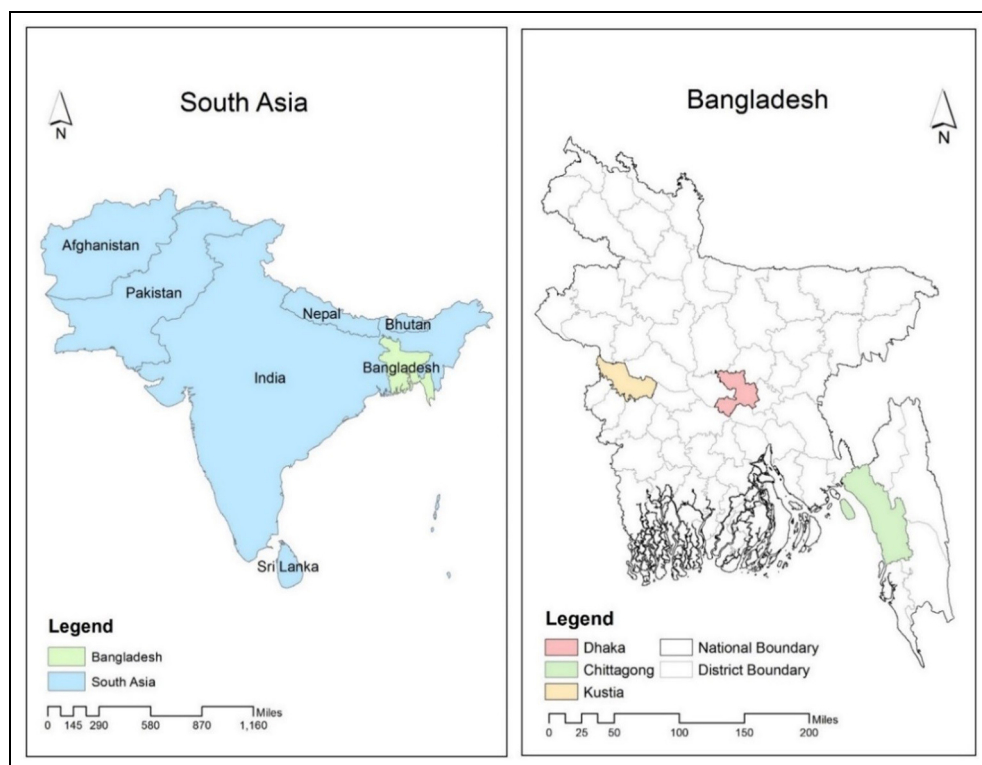 South Asia
N
Afghanistan
Pakistan
Nepal
Bhutan
Bangladesh
India
Sri Lanka
Legend
Bangladesh
South Asia
Miles
0 145 290 580 870 1,160
Bangladesh
N
Legend
Dhaka National Boundary
Chittagong District Boundary
Kustia
Miles
0 25 50 100 150 200